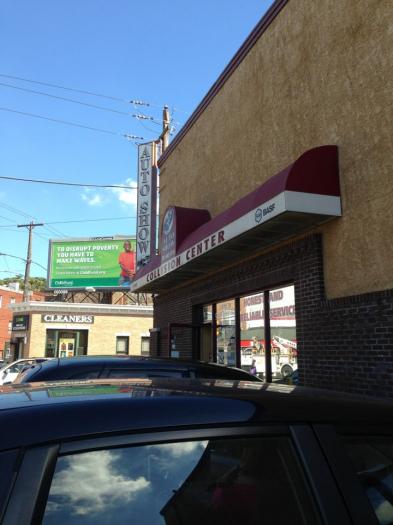 TO DISRUPT POVERTY
YOU HAVE TO
MAKE WAVES.
AUTO SHOW
COLLISION CENTER
BASF
CLEANERS
HONEST AND
RELIABLE SERVICE